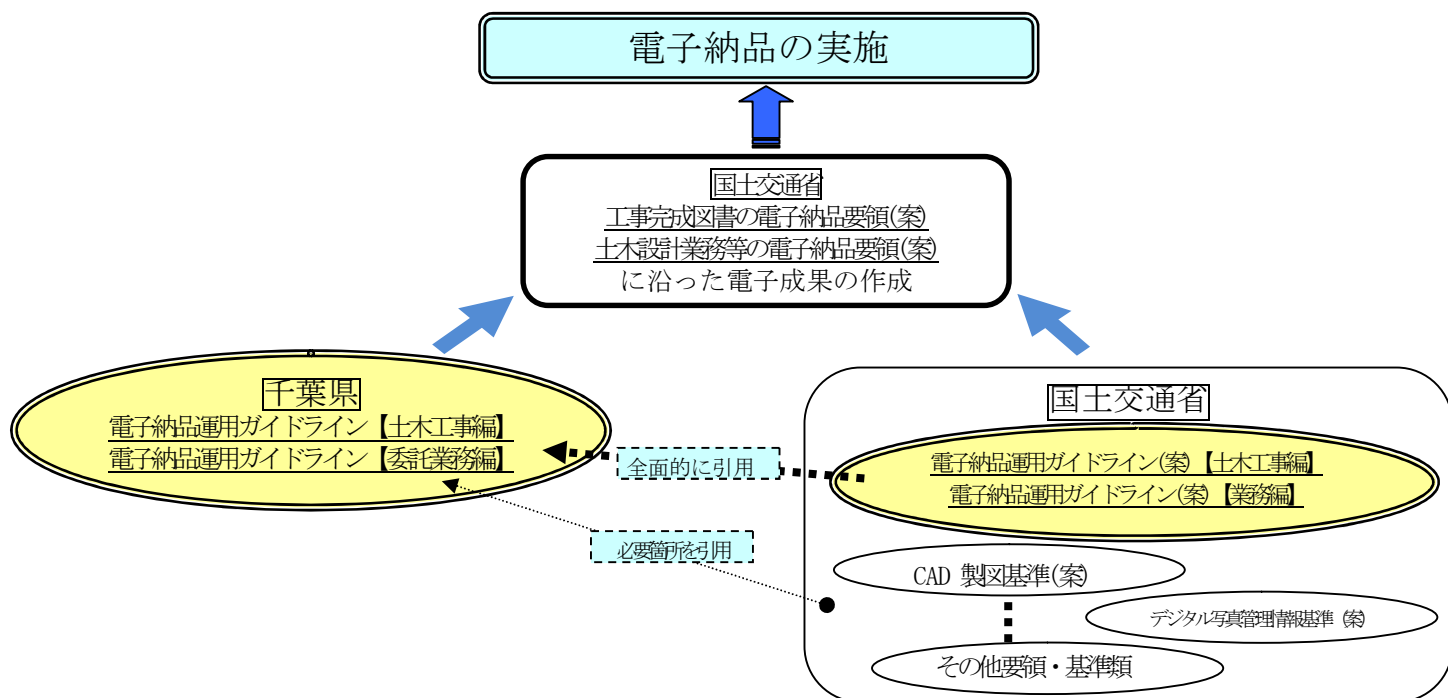 電子納品の実施
国土交通省
工事完成図書の電子納品要領(案)
土木設計業務等の電子納品要領(案)
に沿った電子成果の作成
千葉県
電子納品運用ガイドライン【土木工事編】
電子納品運用ガイドライン【委託業務編】
全面的に引用
必要箇所を引用
国土交通省
電子納品運用ガイドライン(案)【土木工事編】
電子納品運用ガイドライン(案)【業務編】
CAD 製図基準(案)
デジタル写真管理情報基準（案）
その他要領・基準類